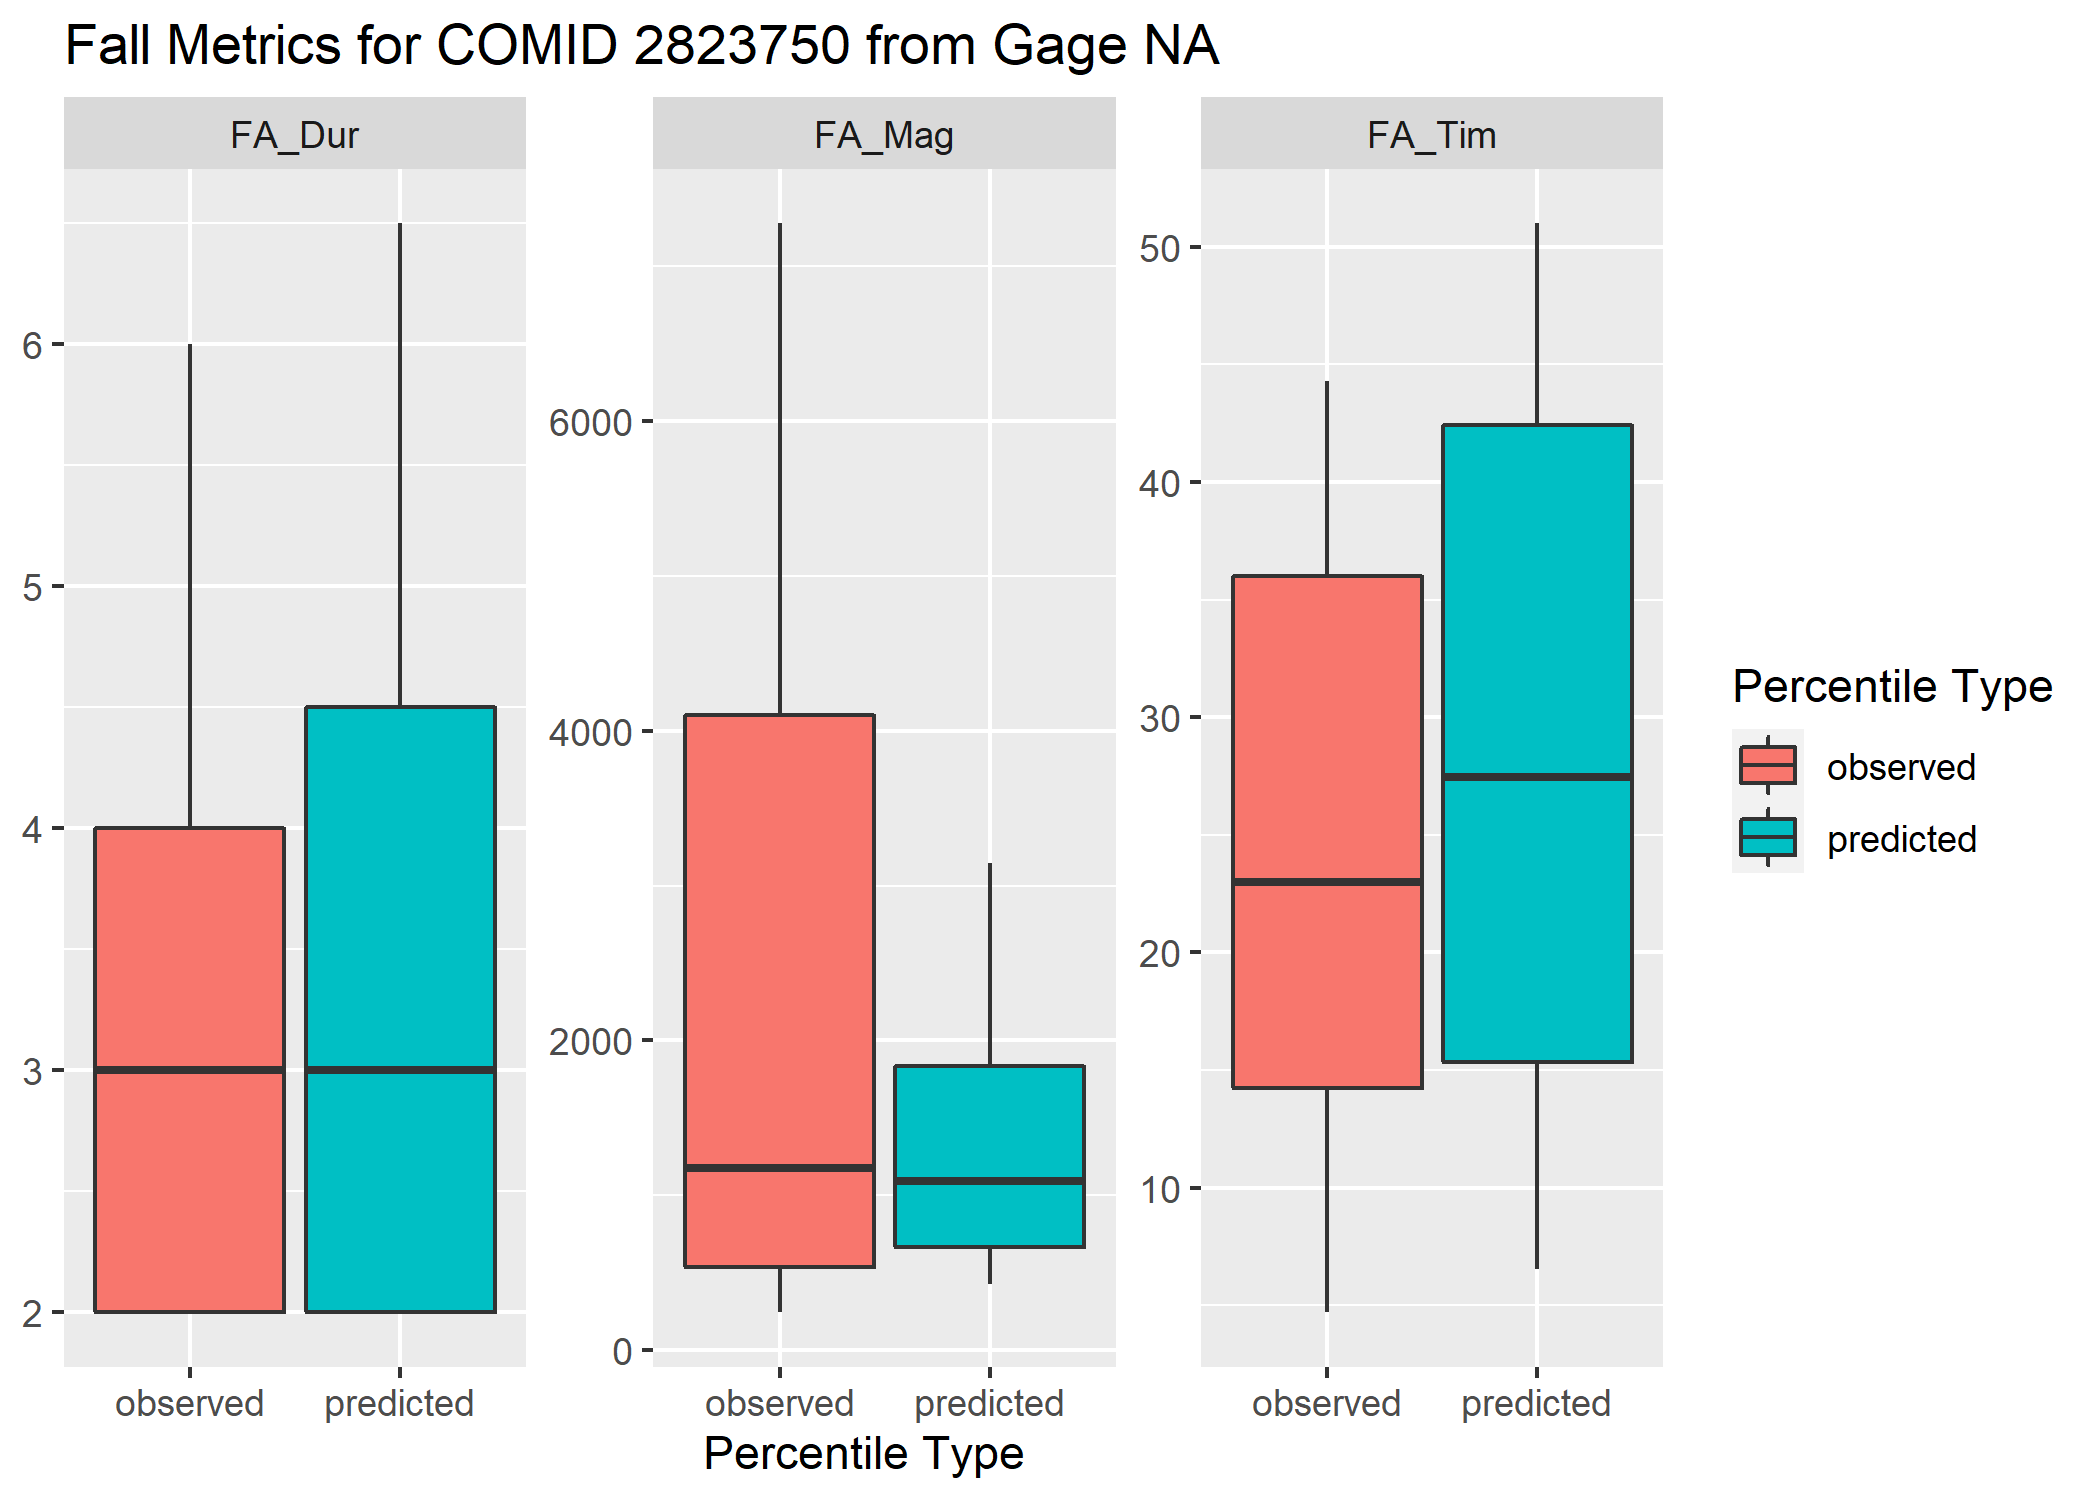 Fall Metrics for COMID 2823750 from Gage NA
FA_Dur
FA_Mag
FA_Tim
6
5
4
3
2
6000
4000
2000
0
50
40
30
20
10
observed
predicted
observed
predicted
observed
predicted
Percentile Type
Percentile Type
observed
predicted